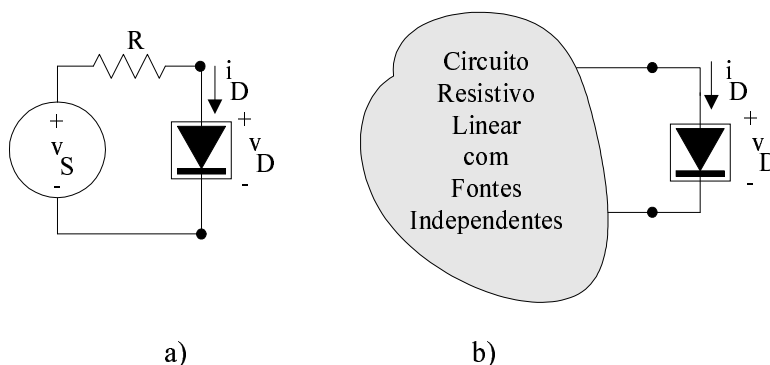 R
i
D
+
v
S
-
+
v
D
-
a)
Circuito
Resistivo
Linear
com
Fontes
Independentes
i
D
+
v
D
-
b)